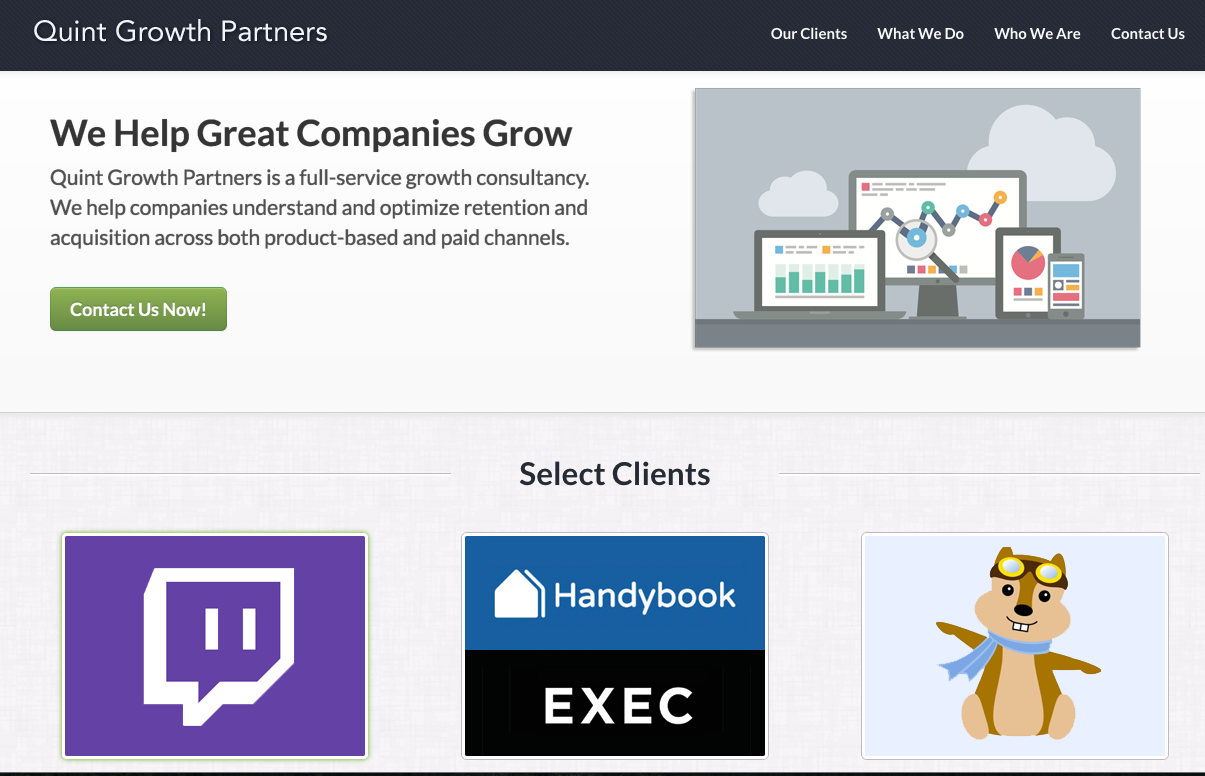 Quint Growth Partners
Our Clients What We Do Who We Are Contact Us
We Help Great Companies Grow
Quint Growth Partners is a full-service growth consultancy.
We help companies understand and optimize retention and
acquisition across both product-based and paid channels.
Contact Us Now!
Select Clients
Handybook
EXEC